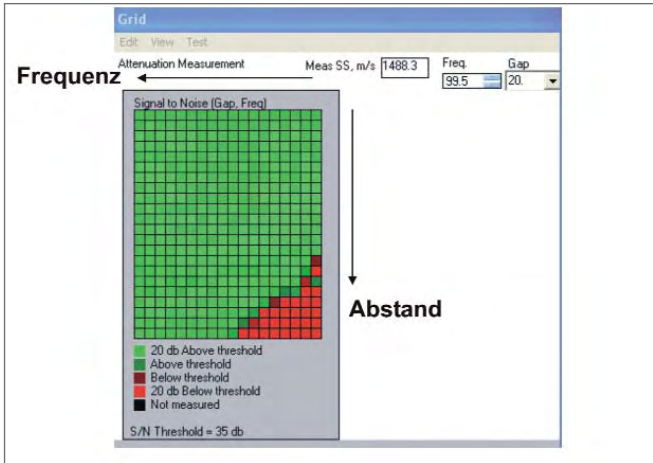 Grid
Edit View Test
Attenuation Measurement
Meas SS, m/s 1488.3
Freq.
99.5
Gap
20.
Frequenz
Signal to Noise (Gap, Freq)
Abstand
20 db Above threshold
Above threshold
Below threshold
20 db Below threshold
Not measured
S/N Threshold = 35 db